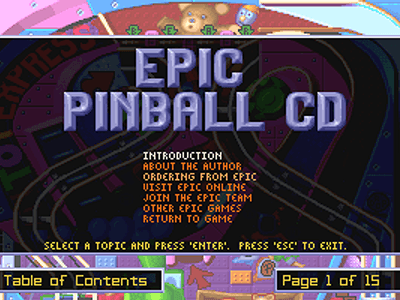 EPIC
PINBALL CD
INTRODUCTION
ABOUT THE AUTHOR
ORDERING FROM EPIC
VISIT EPIC ONLINE
JOIN THE EPIC TEAM
OTHER EPIC GAMES
RETURN TO GAME
SELECT A TOPIC AND PRESS 'ENTER'. PRESS 'ESC' TO EXIT.
Table of Contents
Page 1 of 15